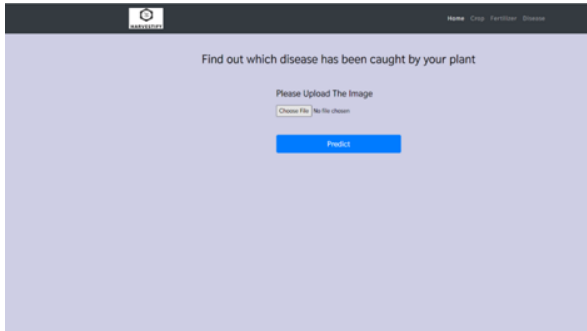 HARVESTIFY
Home Crop Fertilizer Disease
Find out which disease has been caught by your plant
Please Upload The Image
Choose File No file chosen
Predict